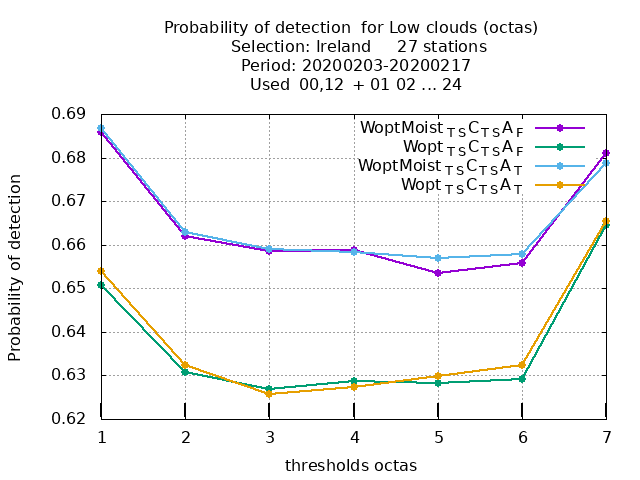 Probability of detection  for Low clouds (octas)
Selection: Ireland     27 stations
Period: 20200203-20200217
Used  00,12  + 01 02 ... 24
0.69
0.68
0.67
0.66
0.65
0.64
0.63
0.62
Probability of detection
WoptMoist TS C TS A F
Wopt TS C TS A F
WoptMoist TS C TS A T
Wopt TS C TS A T
1 2 3 4 5 6 7
thresholds octas